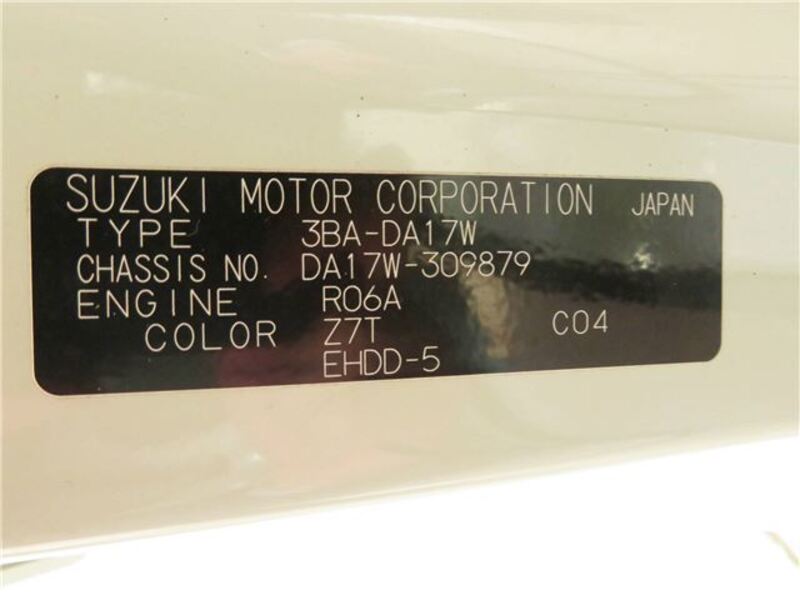 SUZUKI MOTOR CORPORATION JAPAN
TYPE 3BA-DA17W
CHASSIS NO. DA17W-309879
ENGINE R06A
COLOR Z7T C04
EHDD-5